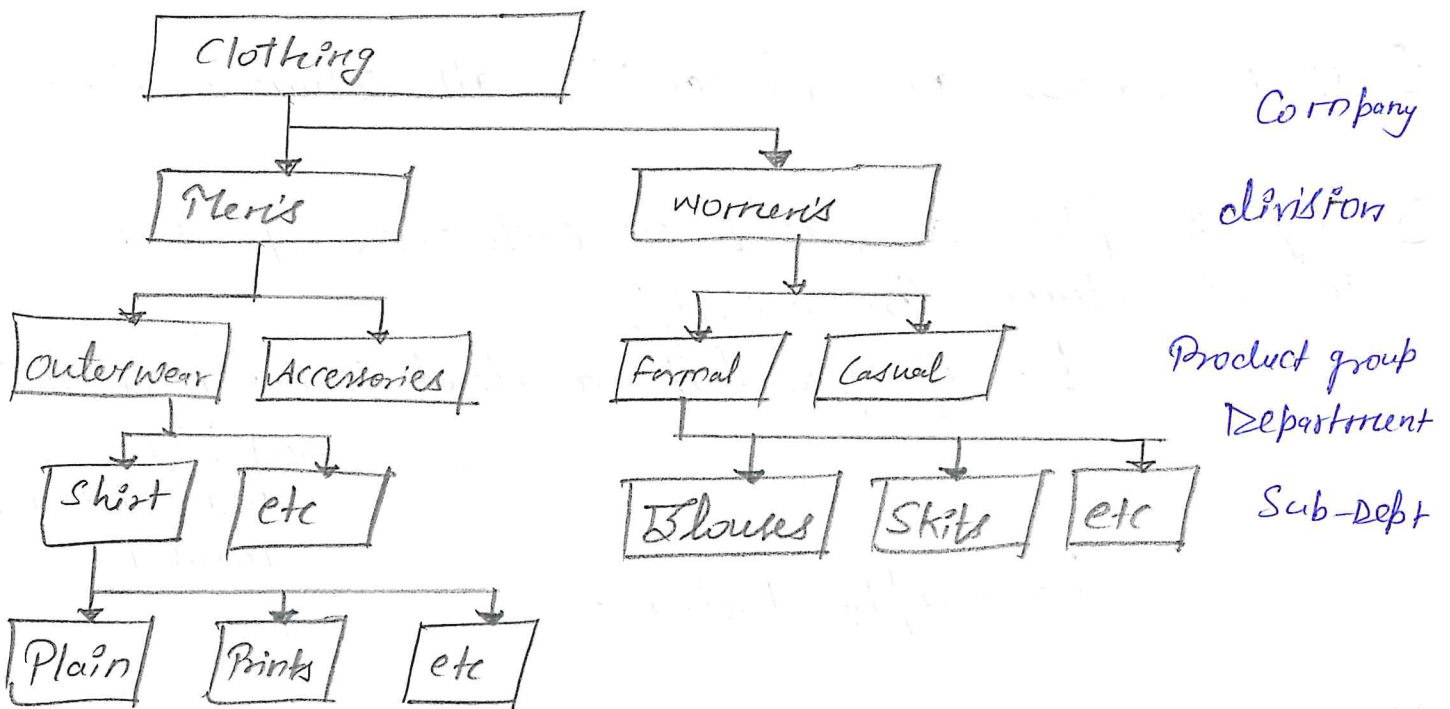 Clothing
Company
Men's Women's
division
Outerwear Accessories Formal Casual
Product group
Department
Shirt etc Blouses Skits etc
Sub-Dept
Plain Prints etc